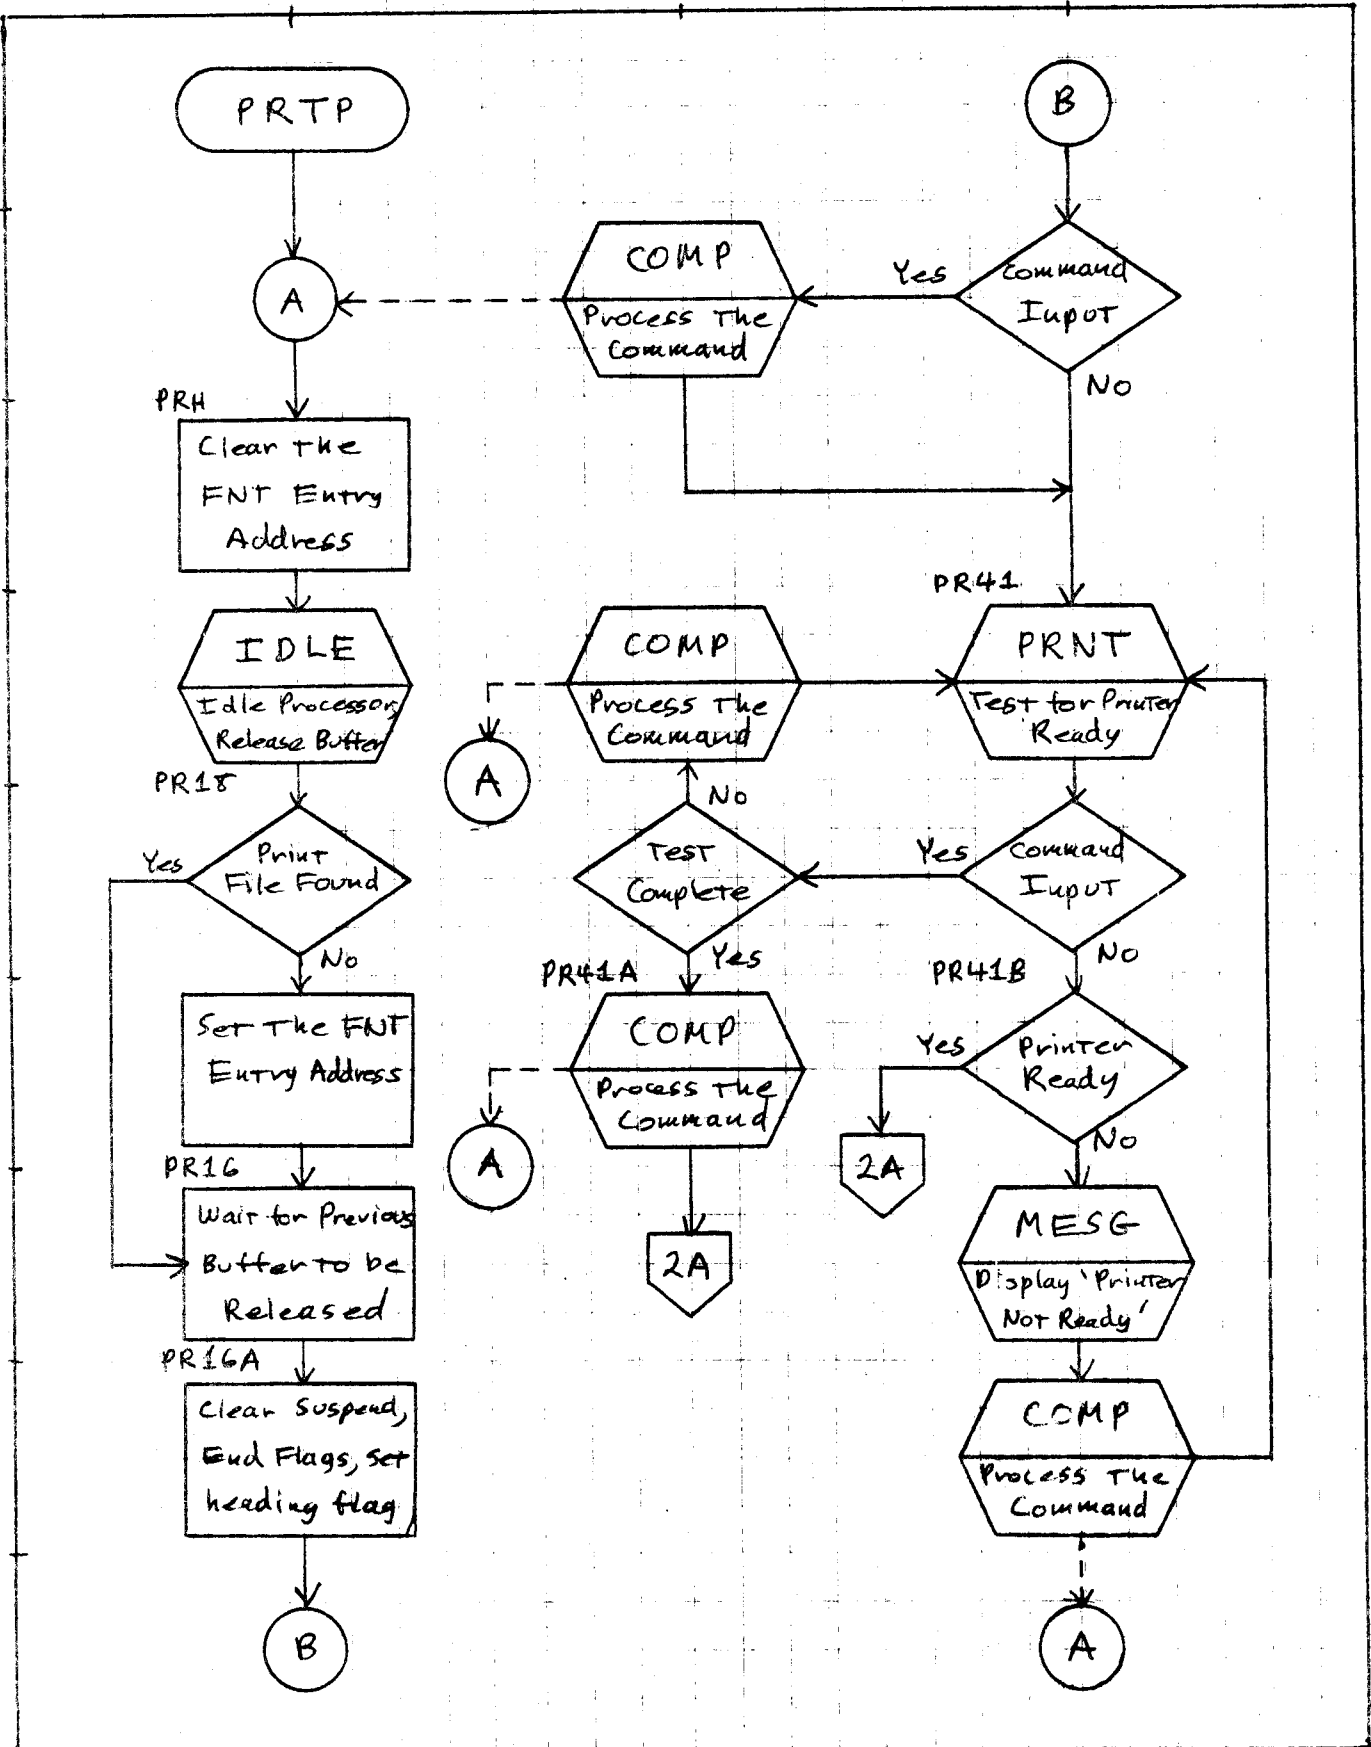 PRTP
A
PRH
Clear The
FNT Entry
Address
IDLE
Idle Processor,
Release Buffer
PR18
Print
File Found
Yes
No
Set The FNT
Entry Address
PR16
Wait for Previous
Buffer to be
Released
PR16A
Clear Suspend,
End Flags, set
heading flag
B
B
Command
Input
Yes
No
COMP
Process The
Command
PR41
PRNT
Test for Printer
Ready
COMP
Process The
Command
A
No
Test
Complete
Yes
Command
Input
Yes
No
PR41A
COMP
Process The
Command
A
2A
PR41B
Printer
Ready
Yes
No
2A
MESG
Display 'Printer
Not Ready'
COMP
Process The
Command
A